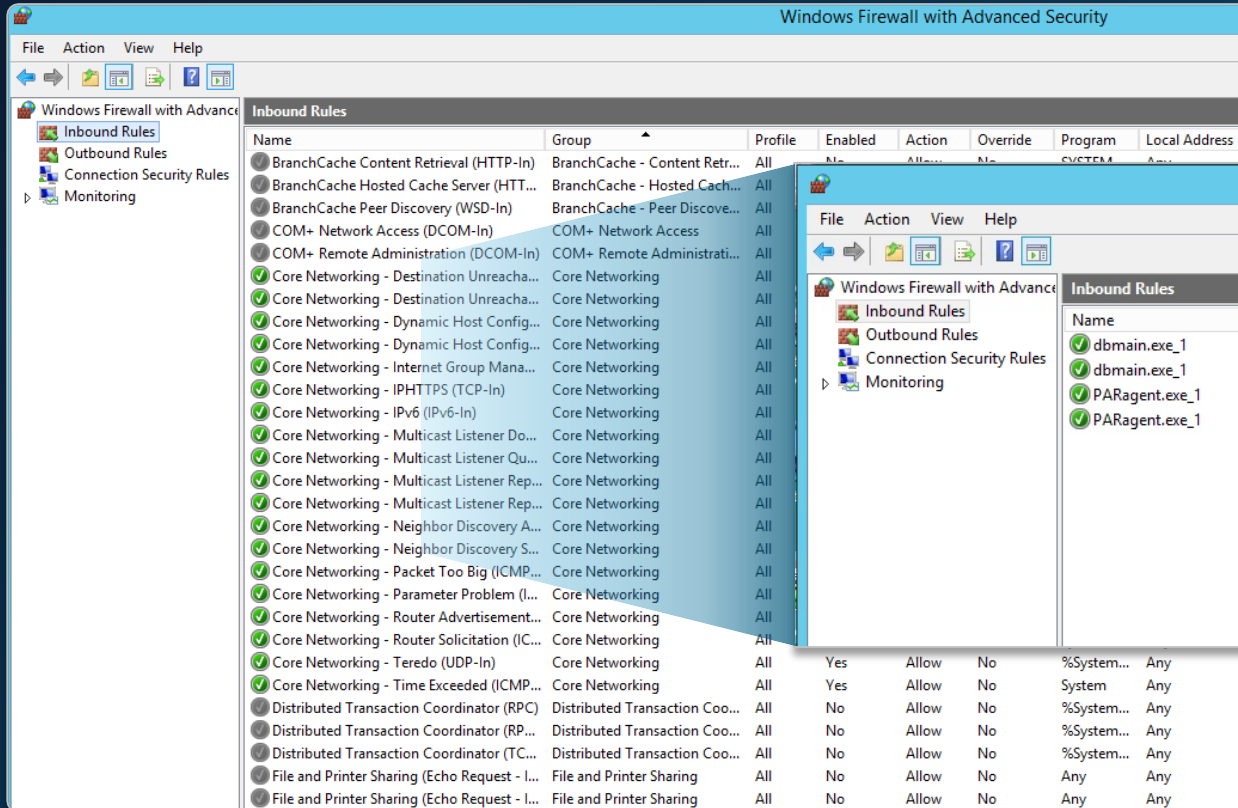 Windows Firewall with Advanced Security
File Action View Help
Windows Firewall with Advance
Inbound Rules
Outbound Rules
Connection Security Rules
Monitoring
Inbound Rules
Name Group Profile Enabled Action Override Program Local Address
BranchCache Content Retrieval (HTTP-In) BranchCache - Content Retr... All No Allow No SYSTEM Any
BranchCache Hosted Cache Server (HTT... BranchCache - Hosted Cach... All
BranchCache Peer Discovery (WSD-In) BranchCache - Peer Discove... All
COM+ Network Access (DCOM-In) COM+ Network Access All
COM+ Remote Administration (DCOM-In) COM+ Remote Administrati... All
Core Networking - Destination Unreacha... Core Networking All
Core Networking - Destination Unreacha... Core Networking All
Core Networking - Dynamic Host Config... Core Networking All
Core Networking - Dynamic Host Config... Core Networking All
Core Networking - Internet Group Mana... Core Networking All
Core Networking - IPHTTPS (TCP-In) Core Networking All
Core Networking - IPv6 (IPv6-In) Core Networking All
Core Networking - Multicast Listener Do... Core Networking All
Core Networking - Multicast Listener Qu... Core Networking All
Core Networking - Multicast Listener Rep... Core Networking All
Core Networking - Multicast Listener Rep... Core Networking All
Core Networking - Neighbor Discovery A... Core Networking All
Core Networking - Neighbor Discovery S... Core Networking All
Core Networking - Packet Too Big (ICMP... Core Networking All
Core Networking - Parameter Problem (I... Core Networking All
Core Networking - Router Advertisement... Core Networking All
Core Networking - Router Solicitation (IC... Core Networking All
Core Networking - Teredo (UDP-In) Core Networking All Yes Allow No %System... Any
Core Networking - Time Exceeded (ICMP... Core Networking All Yes Allow No System Any
Distributed Transaction Coordinator (RPC) Distributed Transaction Coo... All No Allow No %System... Any
Distributed Transaction Coordinator (RP... Distributed Transaction Coo... All No Allow No %System... Any
Distributed Transaction Coordinator (TC... Distributed Transaction Coo... All No Allow No %System... Any
File and Printer Sharing (Echo Request - I... File and Printer Sharing All No Allow No Any Any
File and Printer Sharing (Echo Request - I... File and Printer Sharing All No Allow No Any Any
File Action View Help
Windows Firewall with Advance
Inbound Rules
Outbound Rules
Connection Security Rules
Monitoring
Inbound Rules
Name
dbmain.exe_1
dbmain.exe_1
PARagent.exe_1
PARagent.exe_1